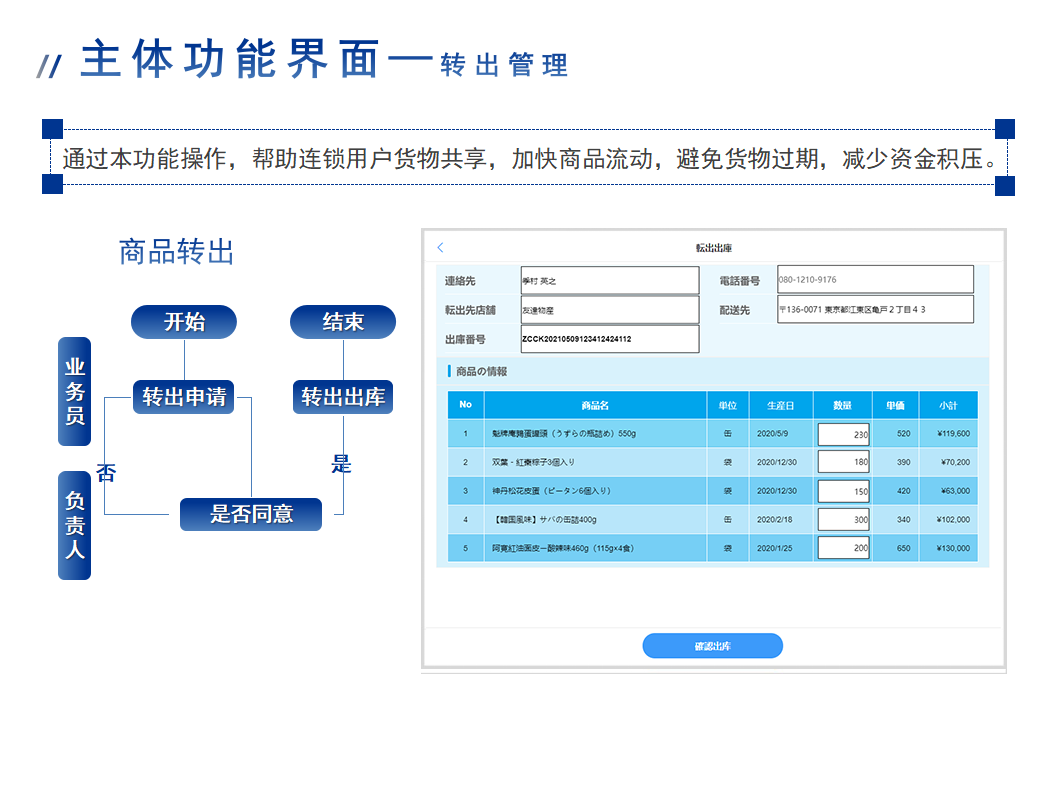 // 主体功能界面—转出管理
通过本功能操作，帮助连锁用户货物共享，加快商品流动，避免货物过期，减少资金积压。
商品转出
开始
结束
业务员
转出申请
转出出库
否
是
负责人
是否同意
転出出庫
連絡先 季村 英之 電話番号 080-1210-9176
転出先店舗 友達物産 配送先 〒136-0071 東京都江東区亀戸２丁目４３
出庫番号 ZCCK20210509123412424112
商品の情報
No 商品名 単位 生産日 数量 単価 小計
1 魁牌庵鶉蛋罐頭（うずらの瓶詰め）550g 缶 2020/5/9 230 520 ¥119,600
2 双葉・紅棗粽子3個入り 袋 2020/12/30 180 390 ¥70,200
3 神丹松花皮蛋（ピータン6個入り） 袋 2020/12/30 150 420 ¥63,000
4 【韓国風味】サバの缶詰400g 缶 2020/2/18 300 340 ¥102,000
5 阿寛紅油面皮ー酸辣味460g（115g×4食） 袋 2020/1/25 200 650 ¥130,000
確認出库